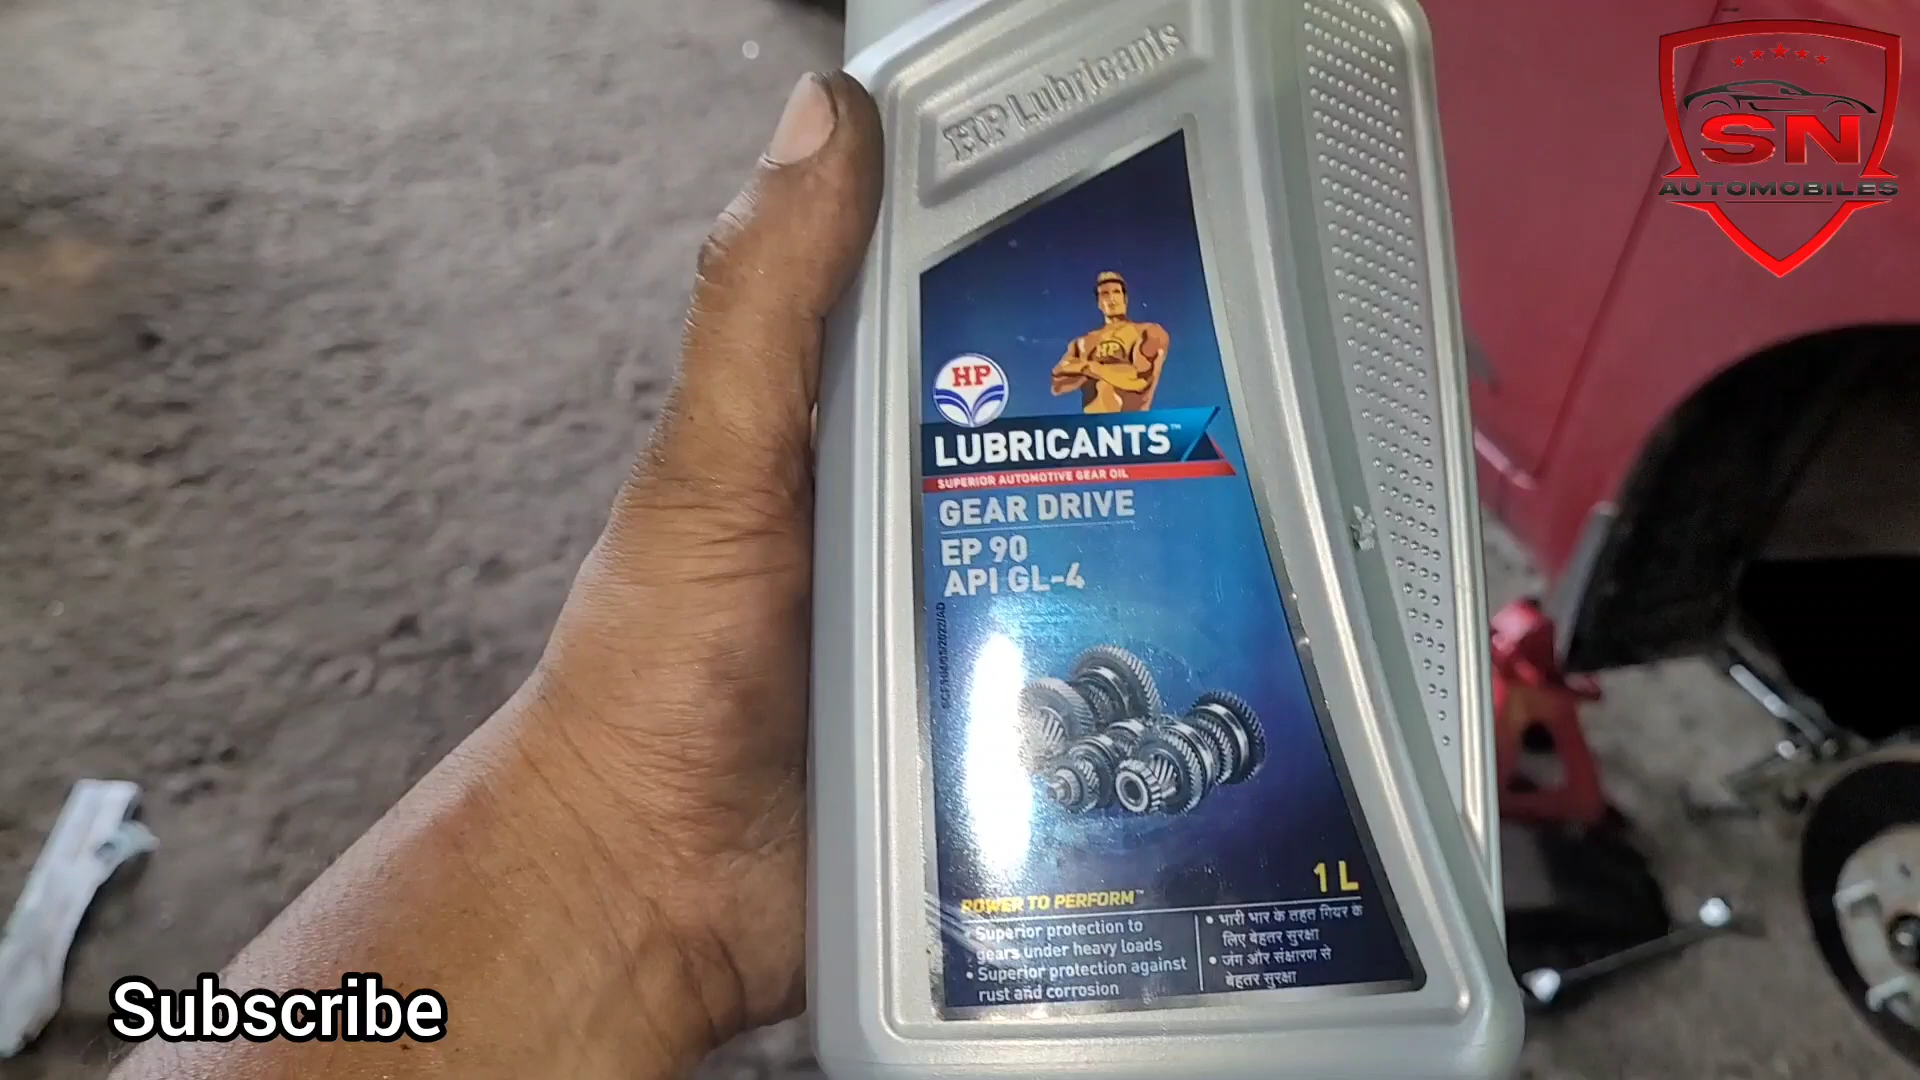 HP Lubricants
SN
AUTOMOBILES
HP
HP
LUBRICANTS™
SUPERIOR AUTOMOTIVE GEAR OIL
GEAR DRIVE
EP 90
API GL-4
1 L
POWER TO PERFORM™
• Superior protection to
gears under heavy loads
• Superior protection against
rust and corrosion
• भारी भार के तहत गियर के
लिए बेहतर सुरक्षा
• जंग और संक्षारण से
बेहतर सुरक्षा
Subscribe